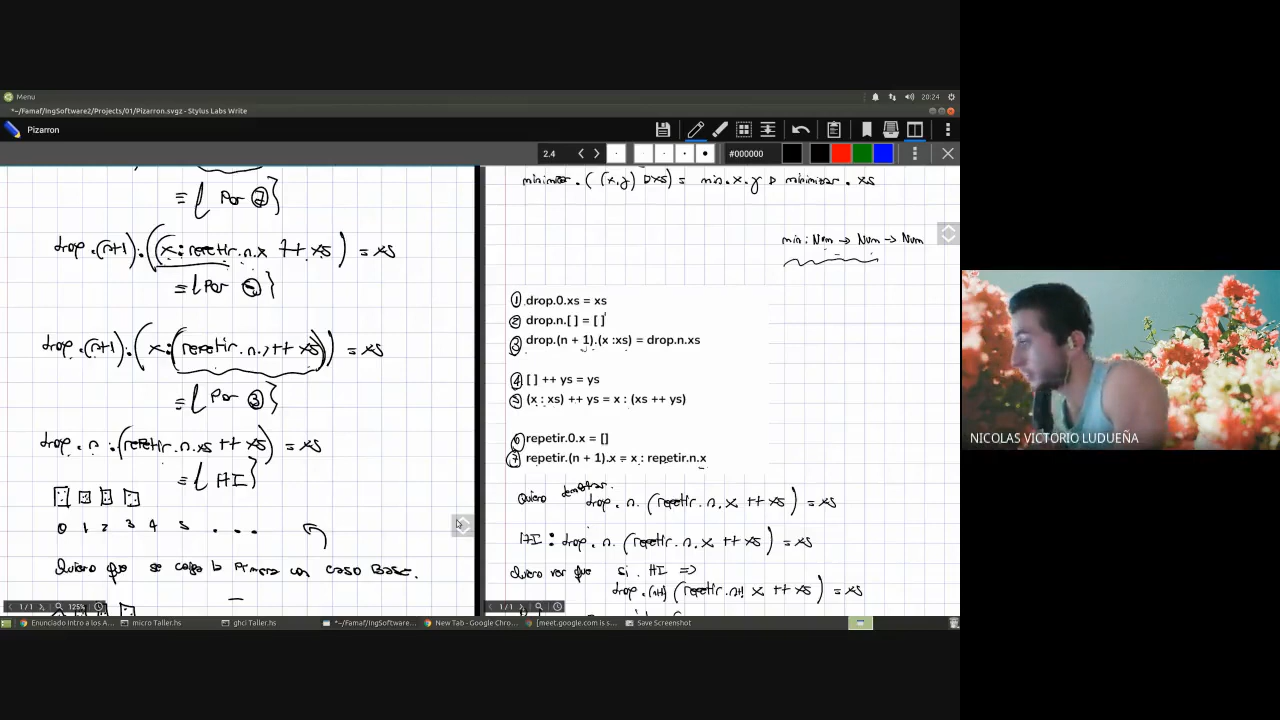 Menu
20:24
*~/Famaf/IngSoftware2/Projects/01/Pizarron.svgz - Stylus Labs Write
Pizarron
2.4
#000000
≡ { Por ② }
drop.(n+1).((x : repetir.n.x ++ xs) = xs
≡ { Por ⑤ }
drop.(n+1).(x : (repetir.n., ++ xs)) = xs
≡ { Por ③ }
drop.n.(repetir.n.xs ++ xs) = xs
≡ { HI }
0 1 2 3 4 5 . . .
Quiero que se caiga la Primera con caso Base.
1/1
125%
minimizar.((x,y) ▷ xs) = min.x.y ▷ minimizar.xs
min : Num → Num → Num
① drop.0.xs = xs
② drop.n.[ ] = [ ]
③ drop.(n + 1).(x :xs) = drop.n.xs
④ [ ] ++ ys = ys
⑤ (x : xs) ++ ys = x : (xs ++ ys)
⑥ repetir.0.x = []
⑦ repetir.(n + 1).x = x : repetir.n.x
Quiero demostrar.
drop.n.(repetir.n.x ++ xs) = xs
HI : drop.n.(repetir.n.x ++ xs) = xs
Quiero ver que si HI =>
drop.(n+1)(repetir.n+1 x ++ xs) = xs
1/1
NICOLAS VICTORIO LUDUEÑA
Enunciado Intro a los A...
micro Taller.hs
ghci Taller.hs
*~/Famaf/IngSoftware...
New Tab - Google Chro...
[meet.google.com is s...
Save Screenshot